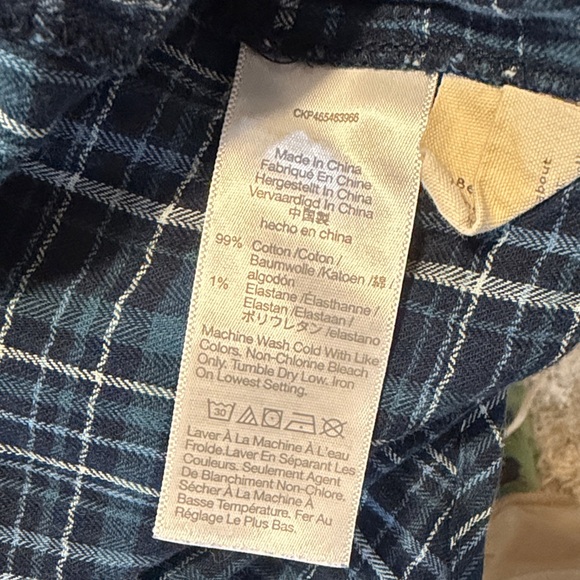 CKP465463966
Made In China
Fabriqué En Chine
Hergestellt In China
Vervaardigd In China
中国製
hecho en china
99% Cotton /Coton /
Baumwolle /Katoen /綿
algodón
1% Elastane /Élasthanne /
Elastan /Elastaan /
ポリウレタン /elastano
Machine Wash Cold With Like
Colors. Non-Chlorine Bleach
Only. Tumble Dry Low. Iron
On Lowest Setting.
30
Laver À La Machine À L'eau
Froide.Laver En Séparant Les
Couleurs. Seulement Agent
De Blanchiment Non-Chlore.
Sécher À La Machine À
Basse Température. Fer Au
Réglage Le Plus Bas.
about